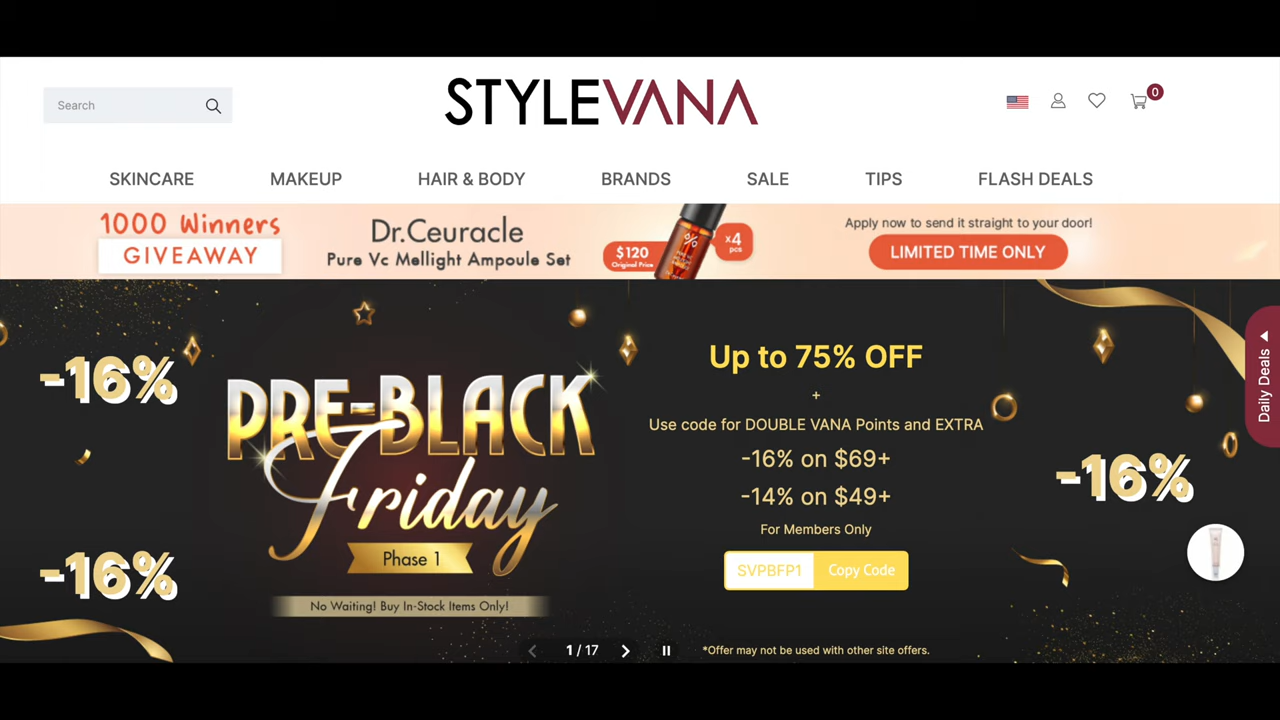 Search
STYLEVANA
0
SKINCARE
MAKEUP
HAIR & BODY
BRANDS
SALE
TIPS
FLASH DEALS
1000 Winners
GIVEAWAY
Dr.Ceuracle
Pure Vc Mellight Ampoule Set
$120
Original Price
x4
pcs
Apply now to send it straight to your door!
LIMITED TIME ONLY
-16%
-16%
PRE-BLACK
Friday
Phase 1
No Waiting! Buy In-Stock Items Only!
Up to 75% OFF
+
Use code for DOUBLE VANA Points and EXTRA
-16% on $69+
-14% on $49+
For Members Only
SVPBFP1
Copy Code
-16%
Daily Deals
1 / 17
*Offer may not be used with other site offers.